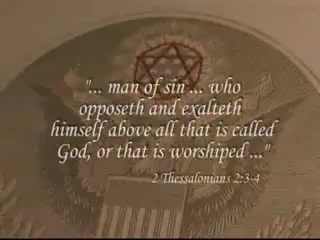 "... man of sin ... who
opposeth and exalteth
himself above all that is called
God, or that is worshiped ..."
2 Thessalonians 2:3-4